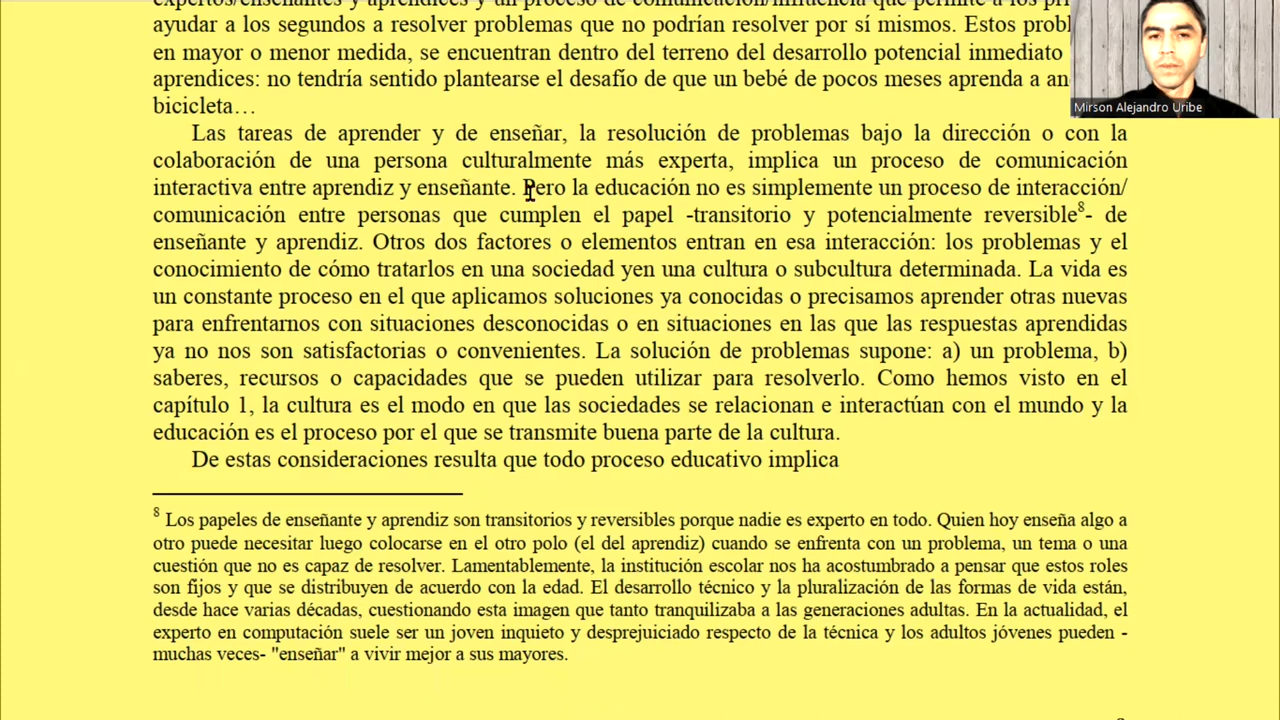 expertos/enseñantes y aprendices y un proceso de comunicación/influencia que permite a los
ayudar a los segundos a resolver problemas que no podrían resolver por sí mismos. Estos
en mayor o menor medida, se encuentran dentro del terreno del desarrollo potencial inmediato
aprendices: no tendría sentido plantearse el desafío de que un bebé de pocos meses aprenda a
bicicleta…
Mirson Alejandro Uribe
Las tareas de aprender y de enseñar, la resolución de problemas bajo la dirección o con la
colaboración de una persona culturalmente más experta, implica un proceso de comunicación
interactiva entre aprendiz y enseñante. Pero la educación no es simplemente un proceso de interacción/
comunicación entre personas que cumplen el papel -transitorio y potencialmente reversible⁸- de
enseñante y aprendiz. Otros dos factores o elementos entran en esa interacción: los problemas y el
conocimiento de cómo tratarlos en una sociedad yen una cultura o subcultura determinada. La vida es
un constante proceso en el que aplicamos soluciones ya conocidas o precisamos aprender otras nuevas
para enfrentarnos con situaciones desconocidas o en situaciones en las que las respuestas aprendidas
ya no nos son satisfactorias o convenientes. La solución de problemas supone: a) un problema, b)
saberes, recursos o capacidades que se pueden utilizar para resolverlo. Como hemos visto en el
capítulo 1, la cultura es el modo en que las sociedades se relacionan e interactúan con el mundo y la
educación es el proceso por el que se transmite buena parte de la cultura.
De estas consideraciones resulta que todo proceso educativo implica
⁸ Los papeles de enseñante y aprendiz son transitorios y reversibles porque nadie es experto en todo. Quien hoy enseña algo a
otro puede necesitar luego colocarse en el otro polo (el del aprendiz) cuando se enfrenta con un problema, un tema o una
cuestión que no es capaz de resolver. Lamentablemente, la institución escolar nos ha acostumbrado a pensar que estos roles
son fijos y que se distribuyen de acuerdo con la edad. El desarrollo técnico y la pluralización de las formas de vida están,
desde hace varias décadas, cuestionando esta imagen que tanto tranquilizaba a las generaciones adultas. En la actualidad, el
experto en computación suele ser un joven inquieto y desprejuiciado respecto de la técnica y los adultos jóvenes pueden -
muchas veces- "enseñar" a vivir mejor a sus mayores.